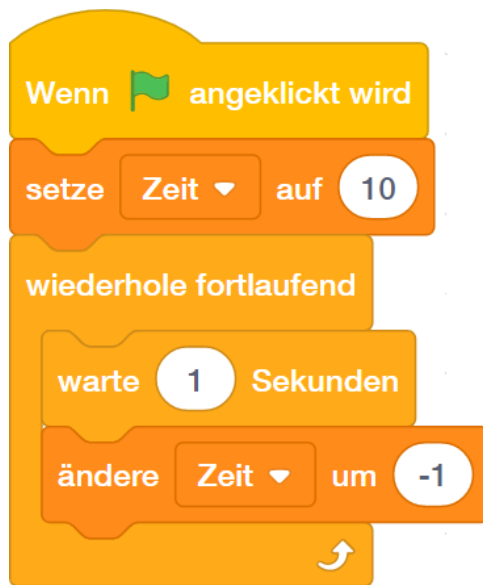 Wenn angeklickt wird
setze Zeit auf 10
wiederhole fortlaufend
warte 1 Sekunden
ändere Zeit um -1